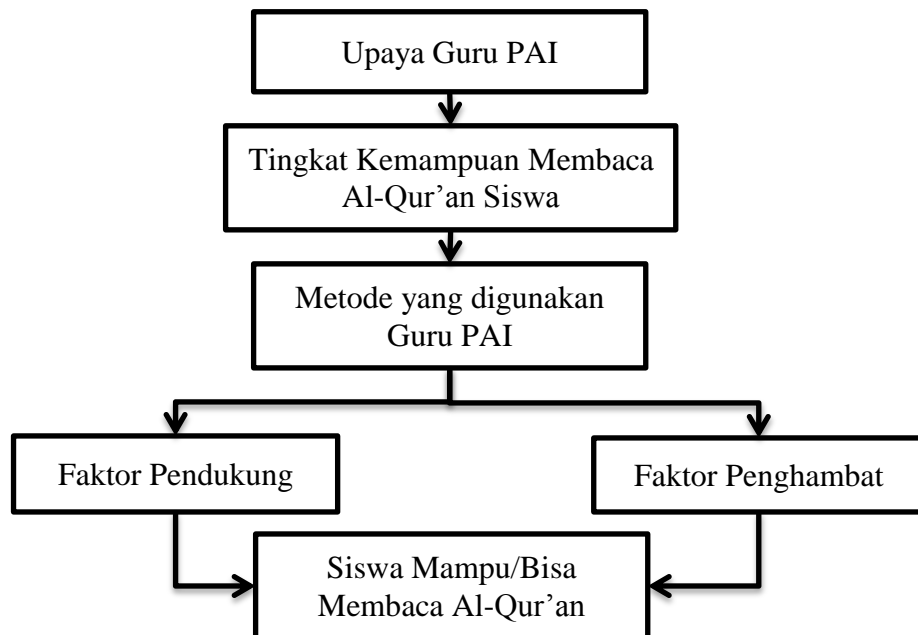 Upaya Guru PAI
Tingkat Kemampuan Membaca
Al-Qur’an Siswa
Metode yang digunakan
Guru PAI
Faktor Pendukung
Faktor Penghambat
Siswa Mampu/Bisa
Membaca Al-Qur’an